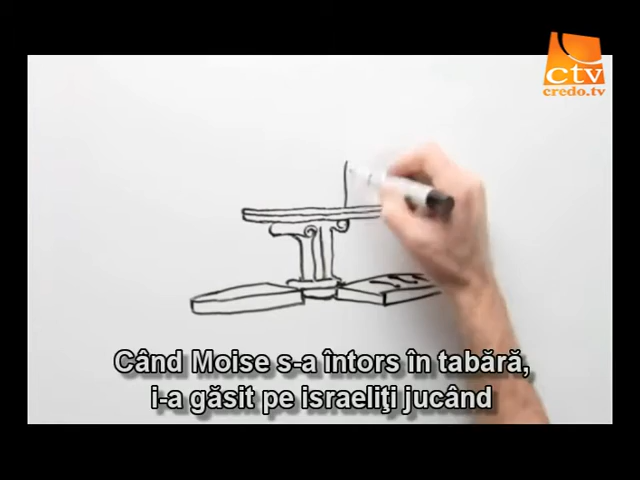 ctv
credo.tv
Când Moise s-a întors în tabără,
i-a găsit pe israeliţi jucând